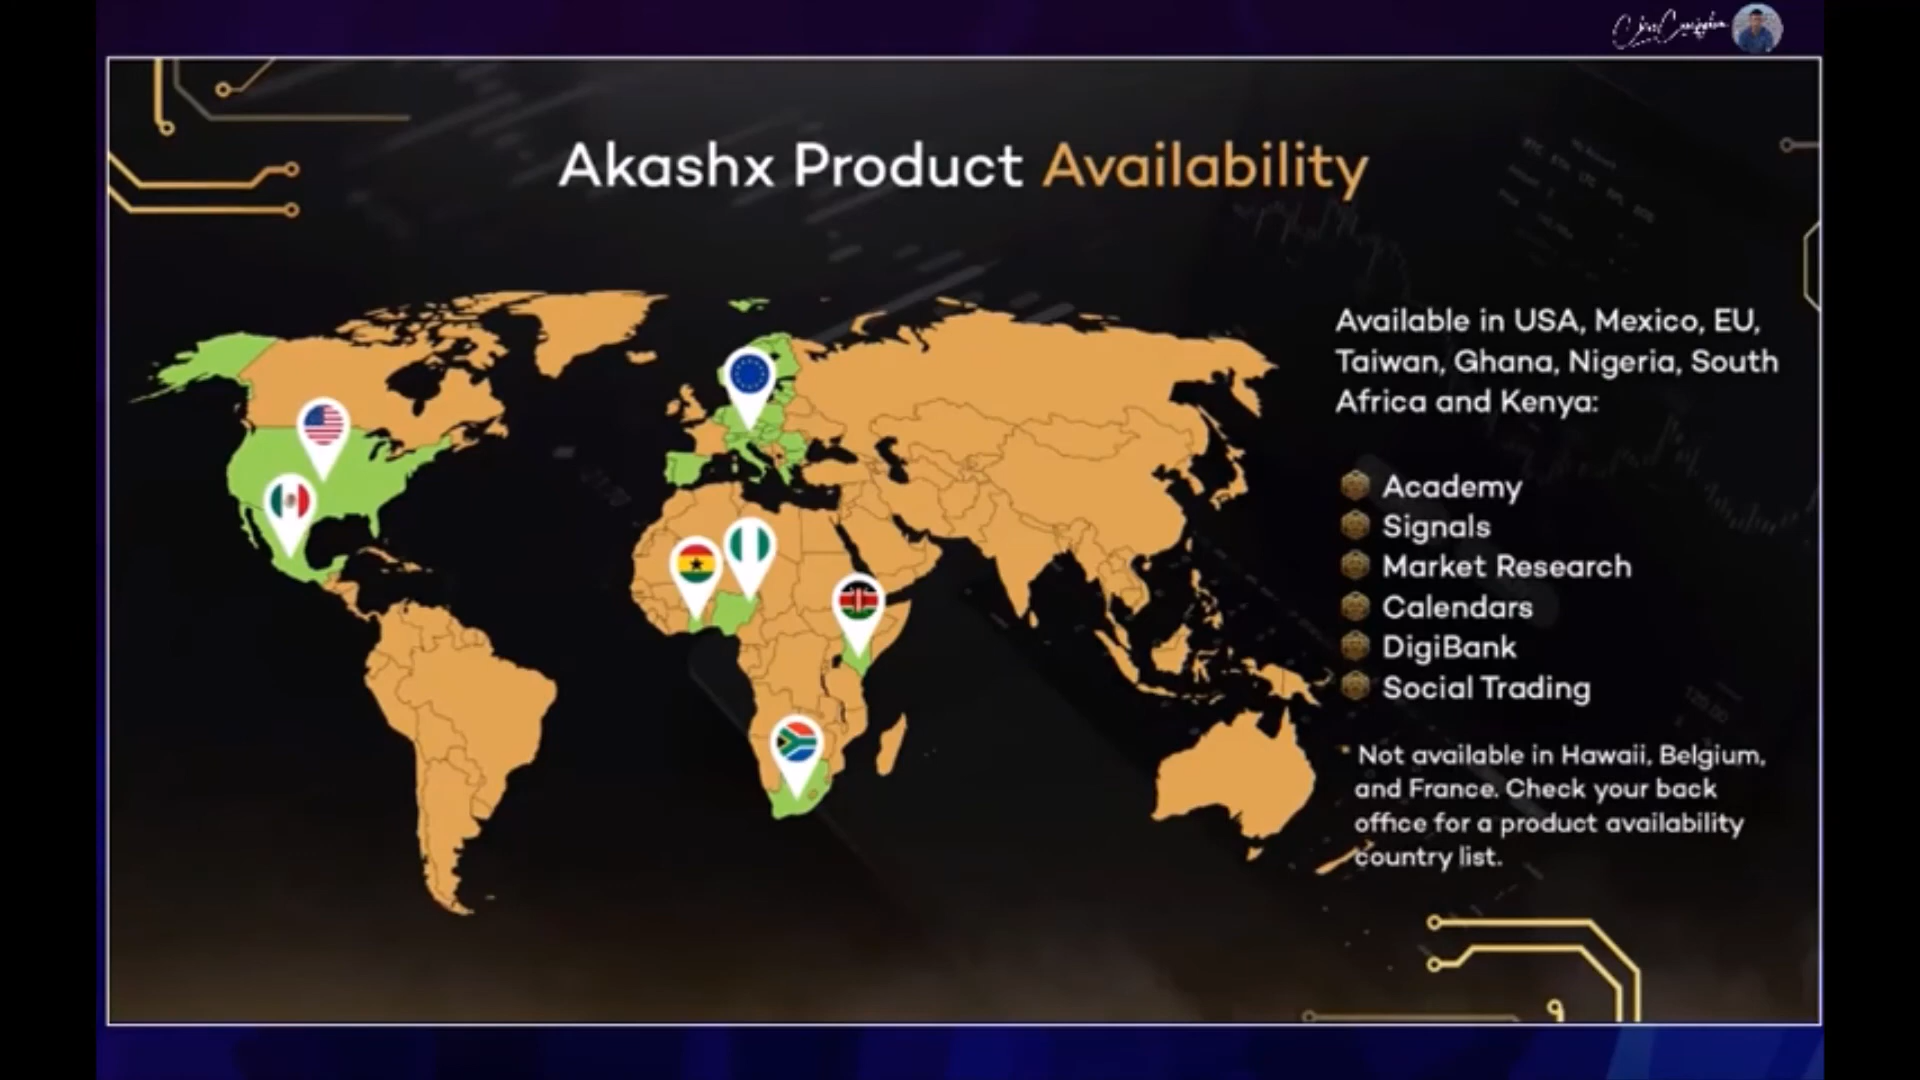 Akashx Product Availability
Available in USA, Mexico, EU,
Taiwan, Ghana, Nigeria, South
Africa and Kenya:
Academy
Signals
Market Research
Calendars
DigiBank
Social Trading
* Not available in Hawaii, Belgium,
and France. Check your back
office for a product availability
country list.